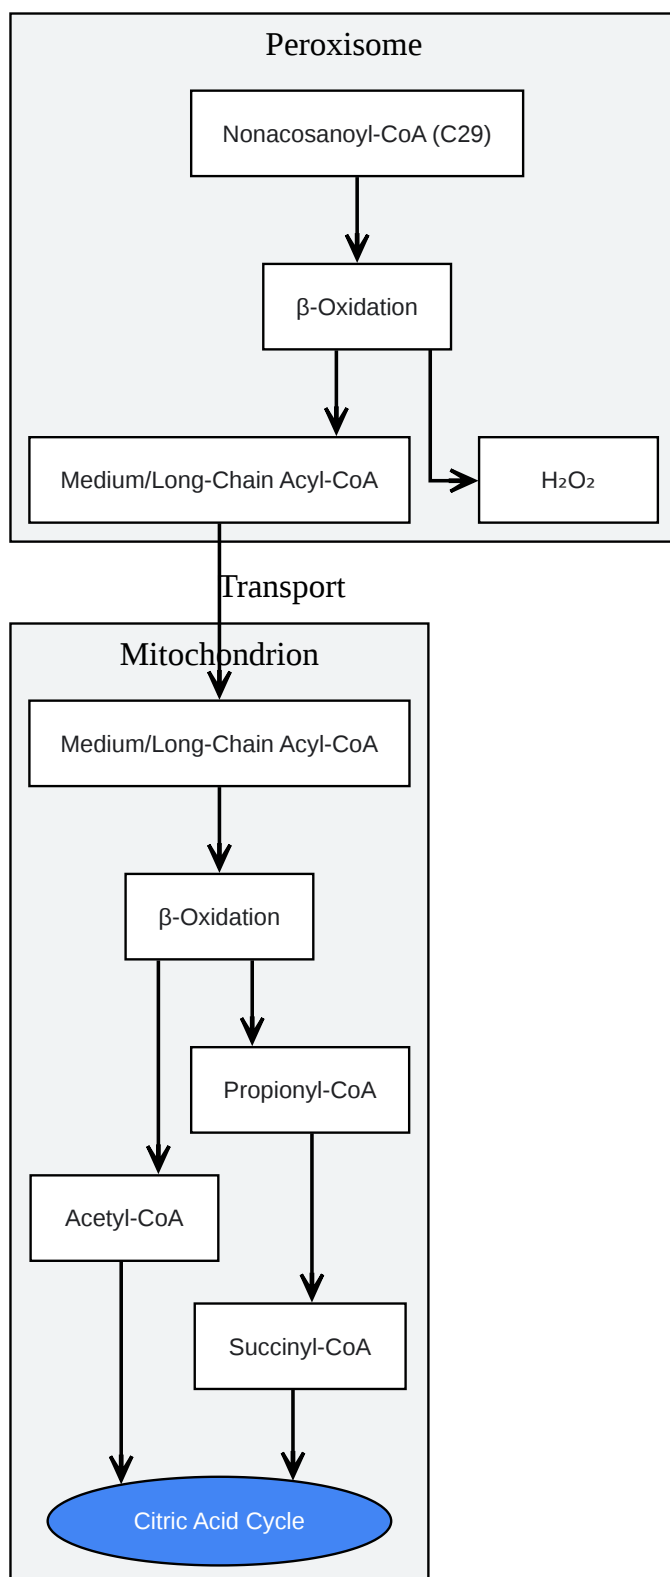 Peroxisome
Nonacosanoyl-CoA (C29)
β-Oxidation
Medium/Long-Chain Acyl-CoA
H₂O₂
Transport
Mitochondrion
Medium/Long-Chain Acyl-CoA
β-Oxidation
Propionyl-CoA
Acetyl-CoA
Succinyl-CoA
Citric Acid Cycle